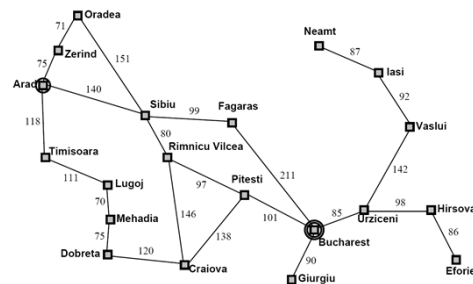 Oradea
71
Neamt
Zerind
87
151
75
Iasi
Arad
140
92
Sibiu
99
Fagaras
118
Vaslui
80
Timisoara
Rimnicu Vilcea
111
Lugoj
97
Pitesti
211
142
70
98
Hirsova
146
85
Mehadia
101
Urziceni
75
138
86
Bucharest
Dobreta
120
90
Craiova
Eforie
Giurgiu